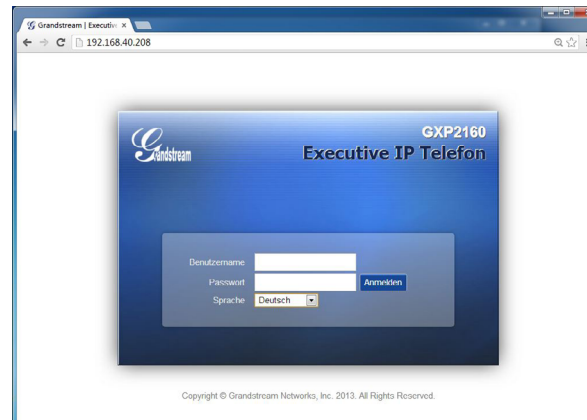 Grandstream | Executiv
192.168.40.208
Grandstream
GXP2160
Executive IP Telefon
Benutzername
Passwort
Anmelden
Sprache
Deutsch
Copyright © Grandstream Networks, Inc. 2013. All Rights Reserved.